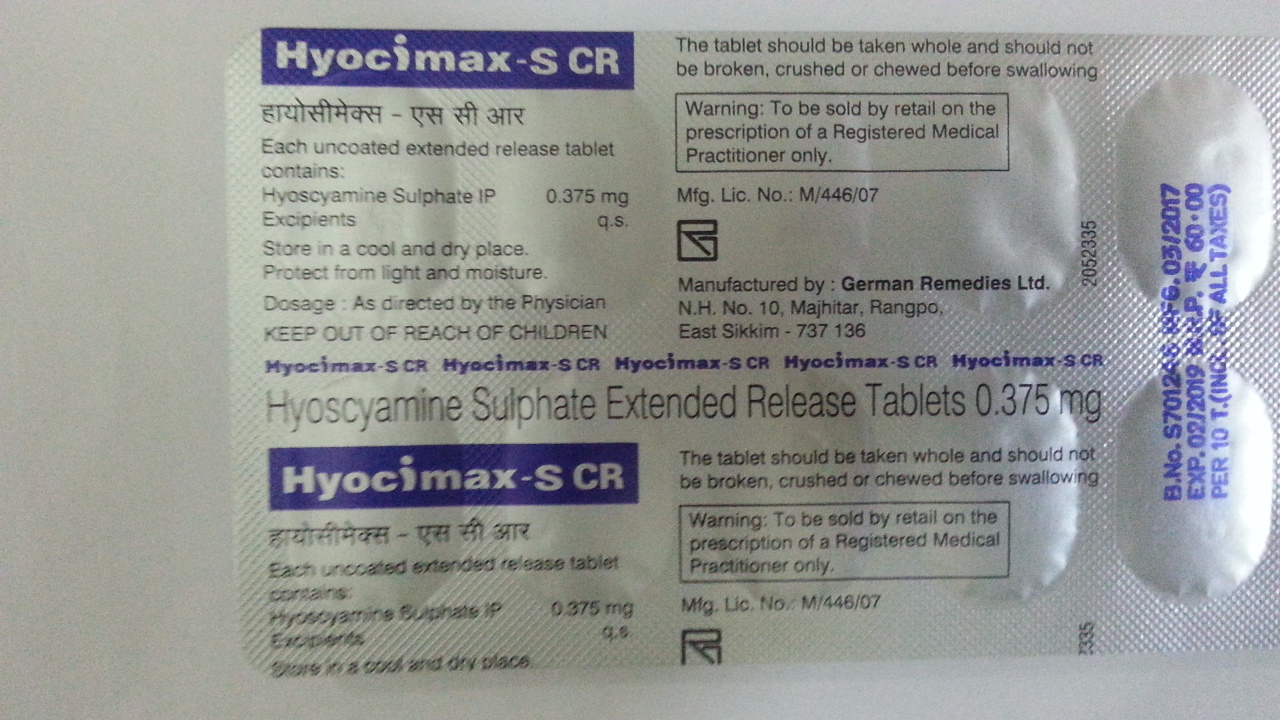 Hyocimax-S CR
हायोसीमेक्स - एस सी आर
Each uncoated extended release tablet
contains:
Hyoscyamine Sulphate IP 0.375 mg
Excipients q.s.
Store in a cool and dry place.
Protect from light and moisture.
Dosage : As directed by the Physician
KEEP OUT OF REACH OF CHILDREN
The tablet should be taken whole and should not
be broken, crushed or chewed before swallowing
Warning: To be sold by retail on the
prescription of a Registered Medical
Practitioner only.
Mfg. Lic. No.: M/446/07
Manufactured by : German Remedies Ltd.
N.H. No. 10, Majhitar, Rangpo,
East Sikkim - 737 136
2052335
Hyocimax-S CR Hyocimax-S CR Hyocimax-S CR Hyocimax-S CR Hyocimax-S CR
Hyoscyamine Sulphate Extended Release Tablets 0.375 mg
Hyocimax-S CR
हायोसीमेक्स - एस सी आर
Each uncoated extended release tablet
contains:
Hyoscyamine Sulphate IP 0.375 mg
Excipients q.s.
Store in a cool and dry place.
The tablet should be taken whole and should not
be broken, crushed or chewed before swallowing
Warning: To be sold by retail on the
prescription of a Registered Medical
Practitioner only.
Mfg. Lic. No.: M/446/07
2335
B.No. MFG. 03/2017
EXP. 02/2019 M.R.P. ₹ 60.00
PER 10 T.(INCL. OF ALL TAXES)